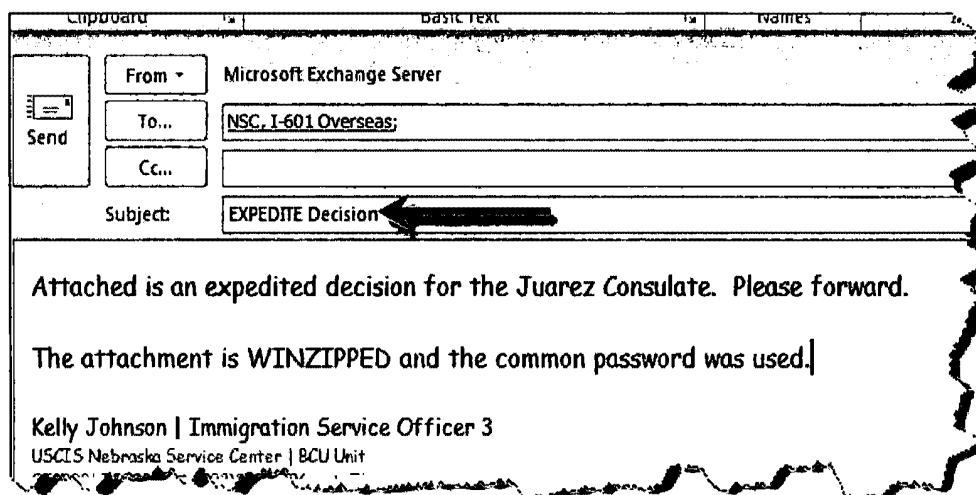 Clipboard Basic Text Names
From Microsoft Exchange Server
Send
To... NSC, I-601 Overseas;
Cc...
Subject: EXPEDITE Decision
Attached is an expedited decision for the Juarez Consulate. Please forward.
The attachment is WINZIPPED and the common password was used.
Kelly Johnson | Immigration Service Officer 3
USCIS Nebraska Service Center | BCU Unit